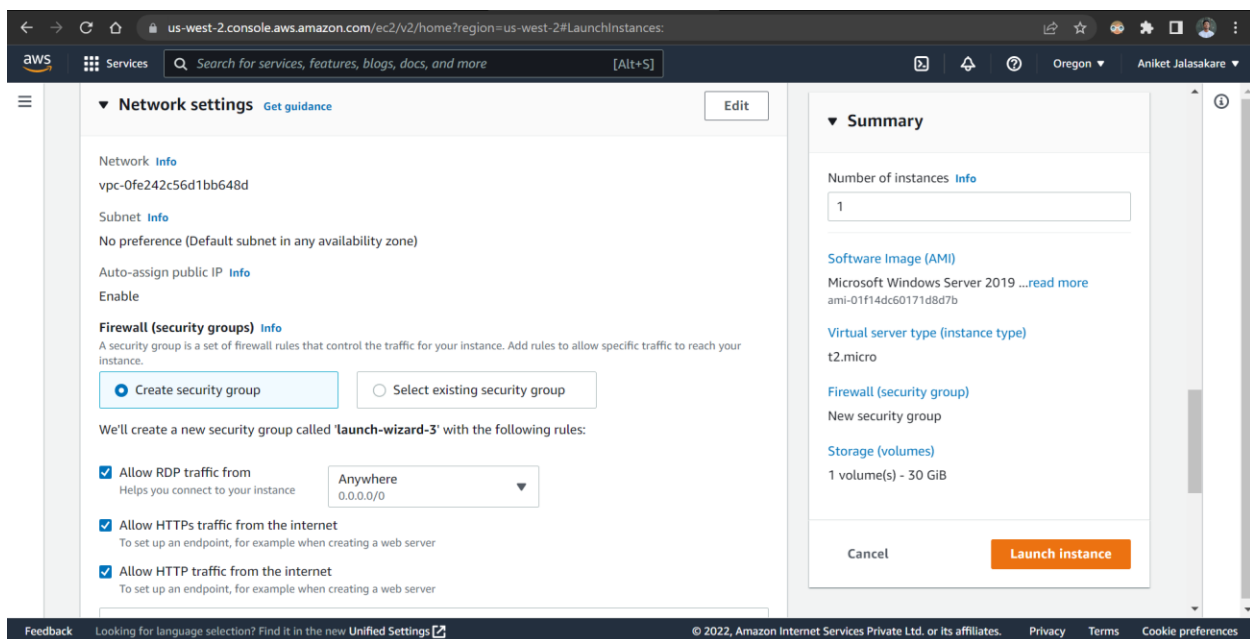 us-west-2.console.aws.amazon.com/ec2/v2/home?region=us-west-2#LaunchInstances:
aws
Services
Search for services, features, blogs, docs, and more
[Alt+S]
Oregon ▼
Aniket Jalasakare ▼
▼ Network settings Get guidance
Edit
Network Info
vpc-0fe242c56d1bb648d
Subnet Info
No preference (Default subnet in any availability zone)
Auto-assign public IP Info
Enable
Firewall (security groups) Info
A security group is a set of firewall rules that control the traffic for your instance. Add rules to allow specific traffic to reach your
instance.
Create security group
Select existing security group
We'll create a new security group called 'launch-wizard-3' with the following rules:
Allow RDP traffic from
Helps you connect to your instance
Anywhere
0.0.0.0/0
Allow HTTPs traffic from the internet
To set up an endpoint, for example when creating a web server
Allow HTTP traffic from the internet
To set up an endpoint, for example when creating a web server
▼ Summary
Number of instances Info
1
Software Image (AMI)
Microsoft Windows Server 2019 ...read more
ami-01f14dc60171d8d7b
Virtual server type (instance type)
t2.micro
Firewall (security group)
New security group
Storage (volumes)
1 volume(s) - 30 GiB
Cancel
Launch instance
Feedback
Looking for language selection? Find it in the new Unified Settings
© 2022, Amazon Internet Services Private Ltd. or its affiliates.
Privacy
Terms
Cookie preferences